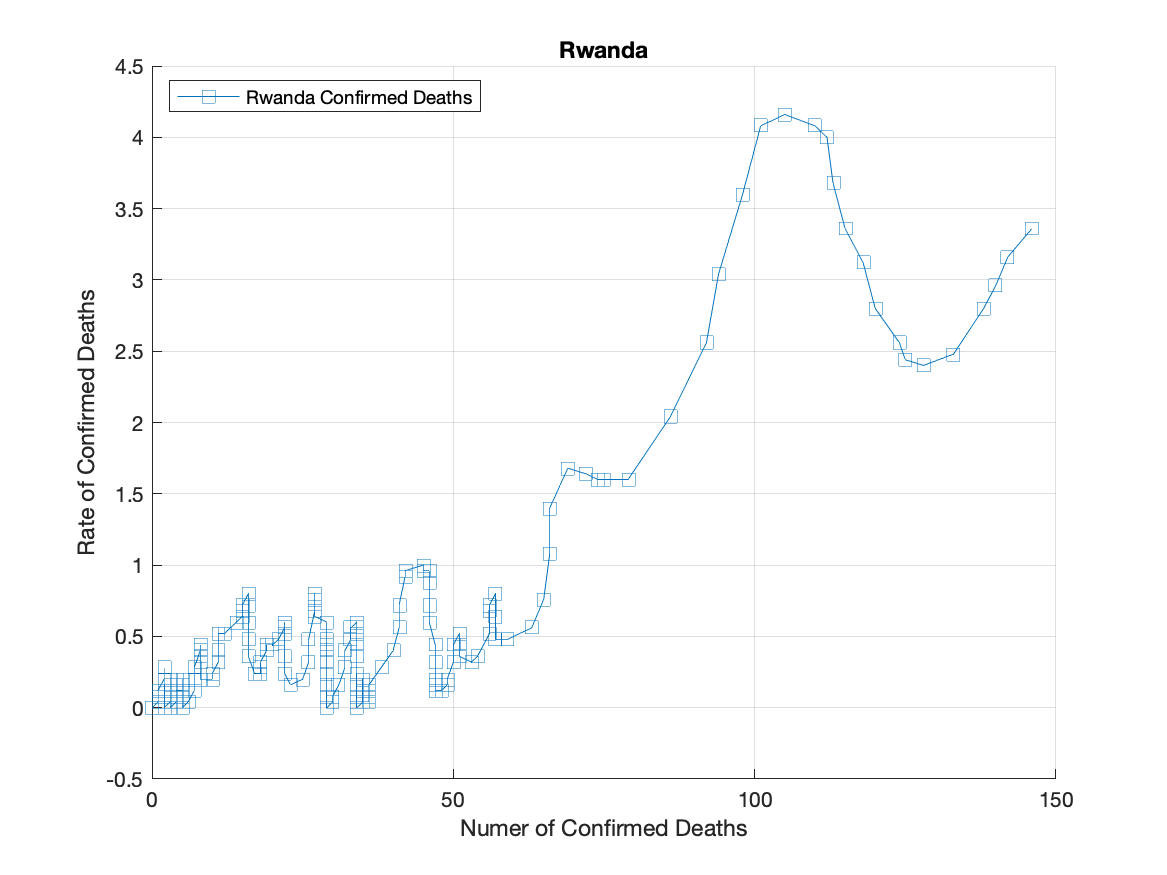 Rwanda
Rwanda Confirmed Deaths
4.5
4
3.5
3
2.5
2
1.5
1
0.5
0
-0.5
Rate of Confirmed Deaths
0 50 100 150
Numer of Confirmed Deaths